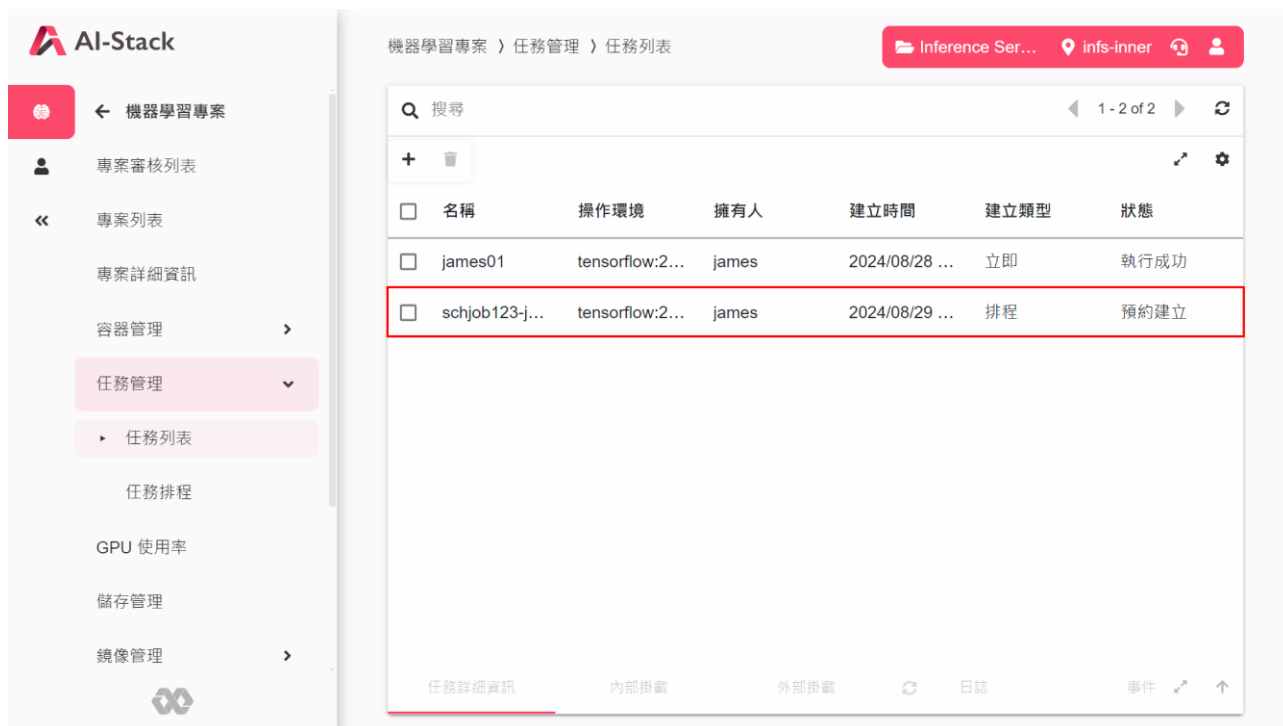 AI-Stack
機器學習專案
專案審核列表
專案列表
專案詳細資訊
容器管理
任務管理
任務列表
任務排程
GPU 使用率
儲存管理
鏡像管理
機器學習專案 》任務管理 》任務列表
Inference Ser... infs-inner
搜尋 1 - 2 of 2
名稱 操作環境 擁有人 建立時間 建立類型 狀態
james01 tensorflow:2... james 2024/08/28 ... 立即 執行成功
schjob123-j... tensorflow:2... james 2024/08/29 ... 排程 預約建立
任務詳細資訊 內部掛載 外部掛載 日誌 事件